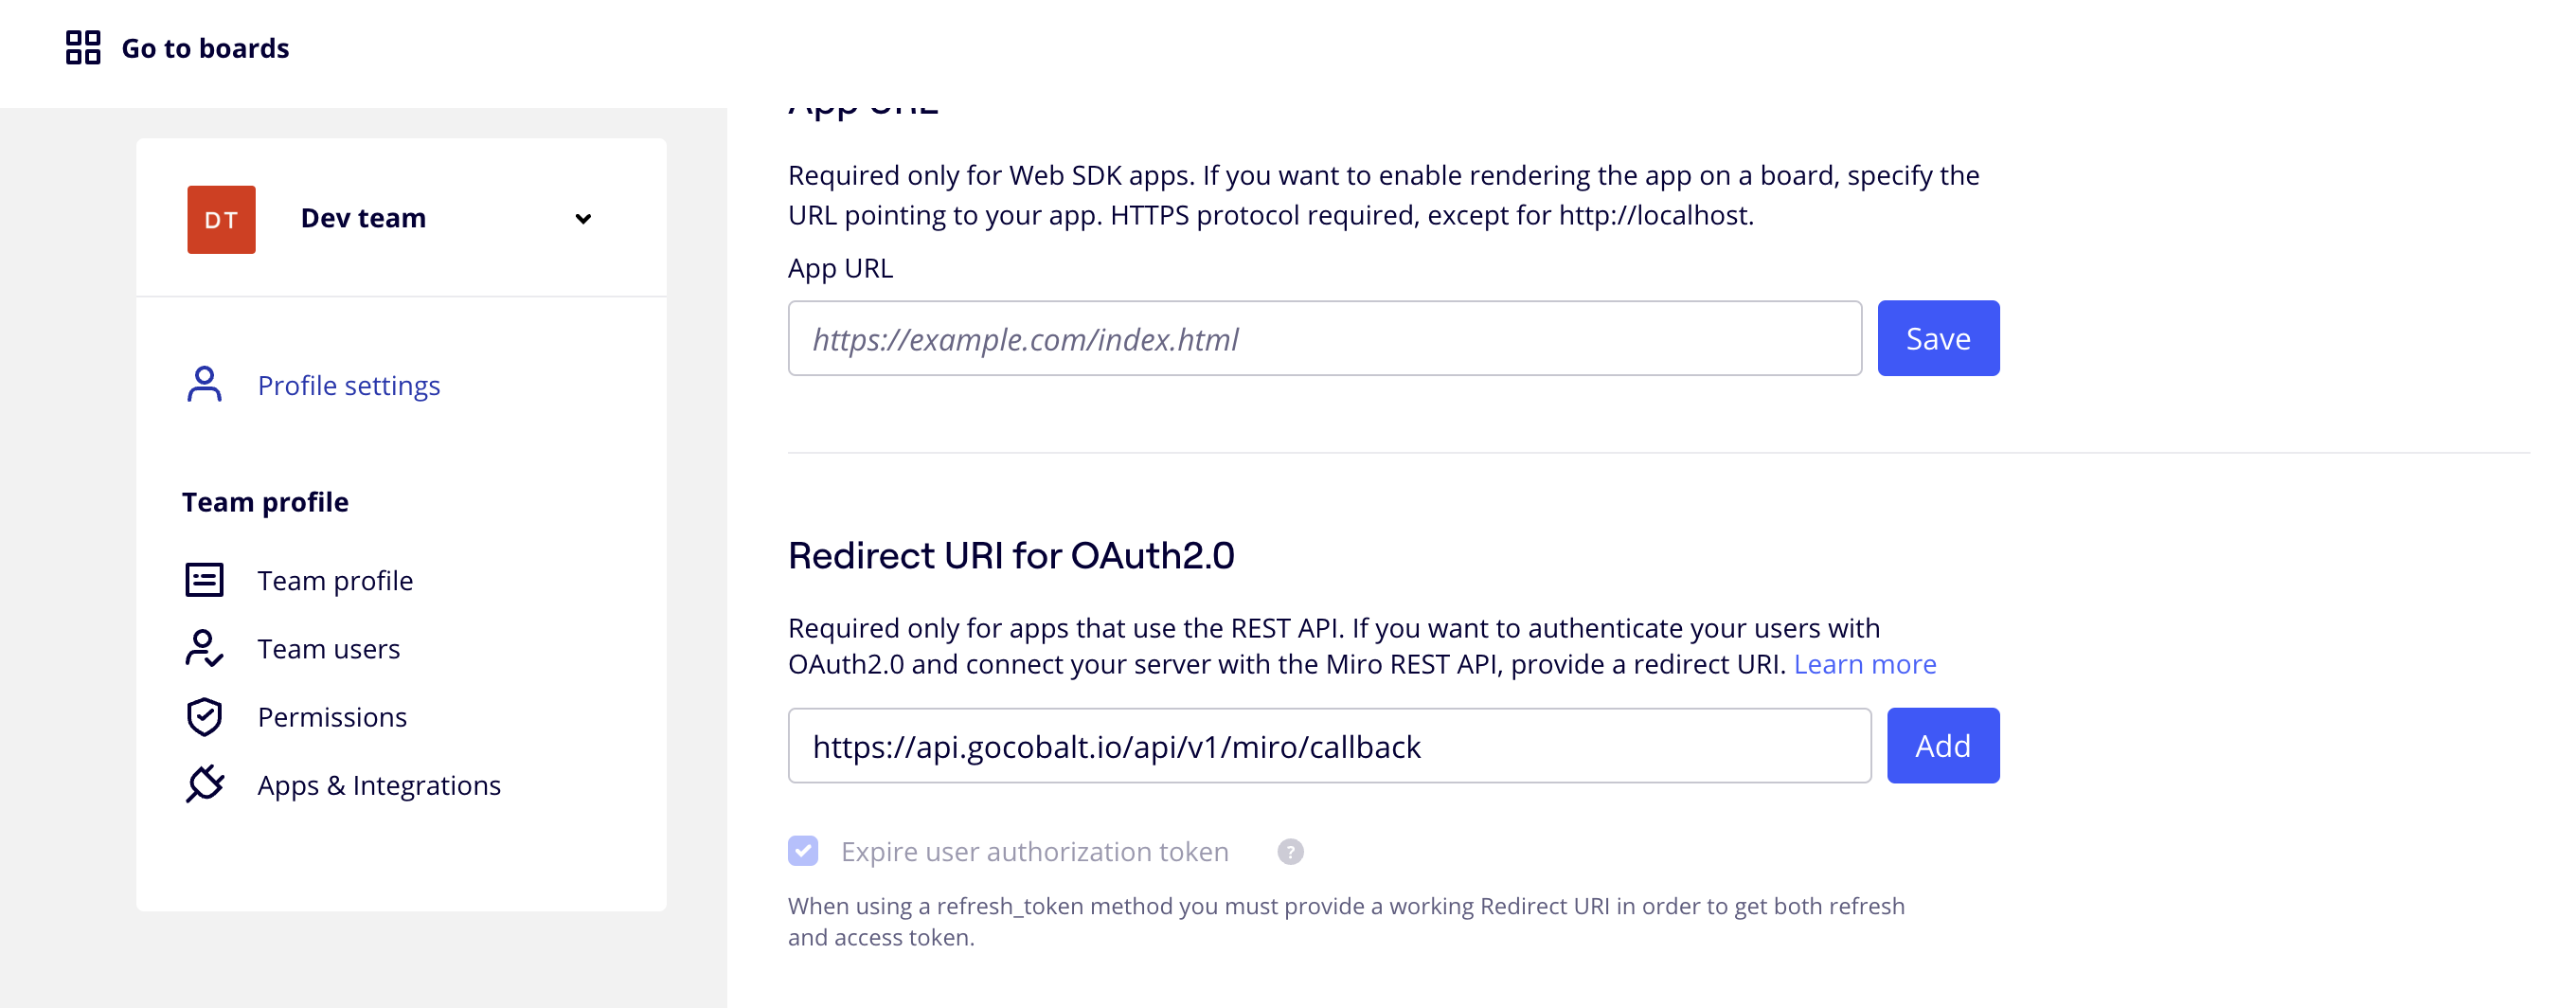 Go to boards
DT
Dev team
Profile settings
Team profile
Team profile
Team users
Permissions
Apps & Integrations
App URL
Required only for Web SDK apps. If you want to enable rendering the app on a board, specify the
URL pointing to your app. HTTPS protocol required, except for http://localhost.
App URL
https://example.com/index.html
Save
Redirect URI for OAuth2.0
Required only for apps that use the REST API. If you want to authenticate your users with
OAuth2.0 and connect your server with the Miro REST API, provide a redirect URI. Learn more
https://api.gocobalt.io/api/v1/miro/callback
Add
Expire user authorization token
?
When using a refresh_token method you must provide a working Redirect URI in order to get both refresh
and access token.